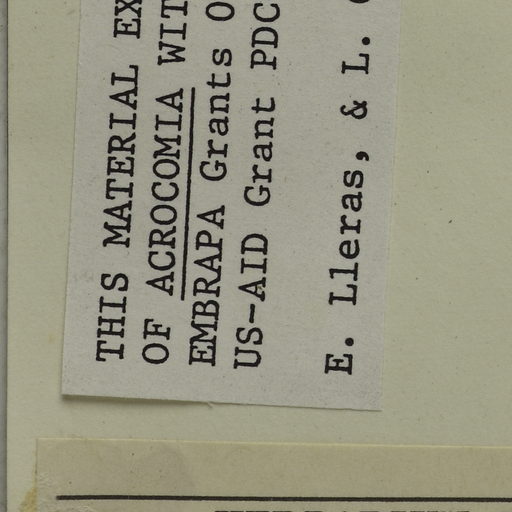 THIS MATERIAL EX
OF ACROCOMIA WIT
EMBRAPA Grants O
US-AID Grant PDC
E. Lleras, & L.